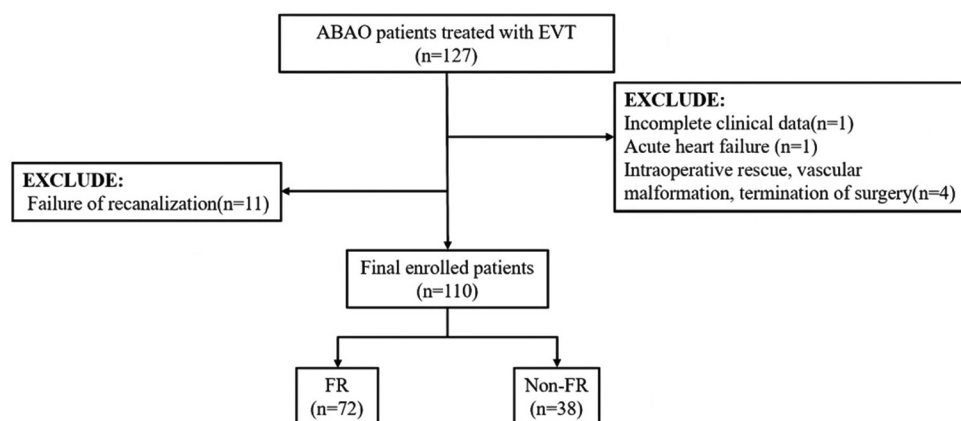 ABAO patients treated with EVT
(n=127)
EXCLUDE:
Incomplete clinical data(n=1)
Acute heart failure (n=1)
Intraoperative rescue, vascular
malformation, termination of surgery(n=4)
EXCLUDE:
Failure of recanalization(n=11)
Final enrolled patients
(n=110)
FR
(n=72)
Non-FR
(n=38)